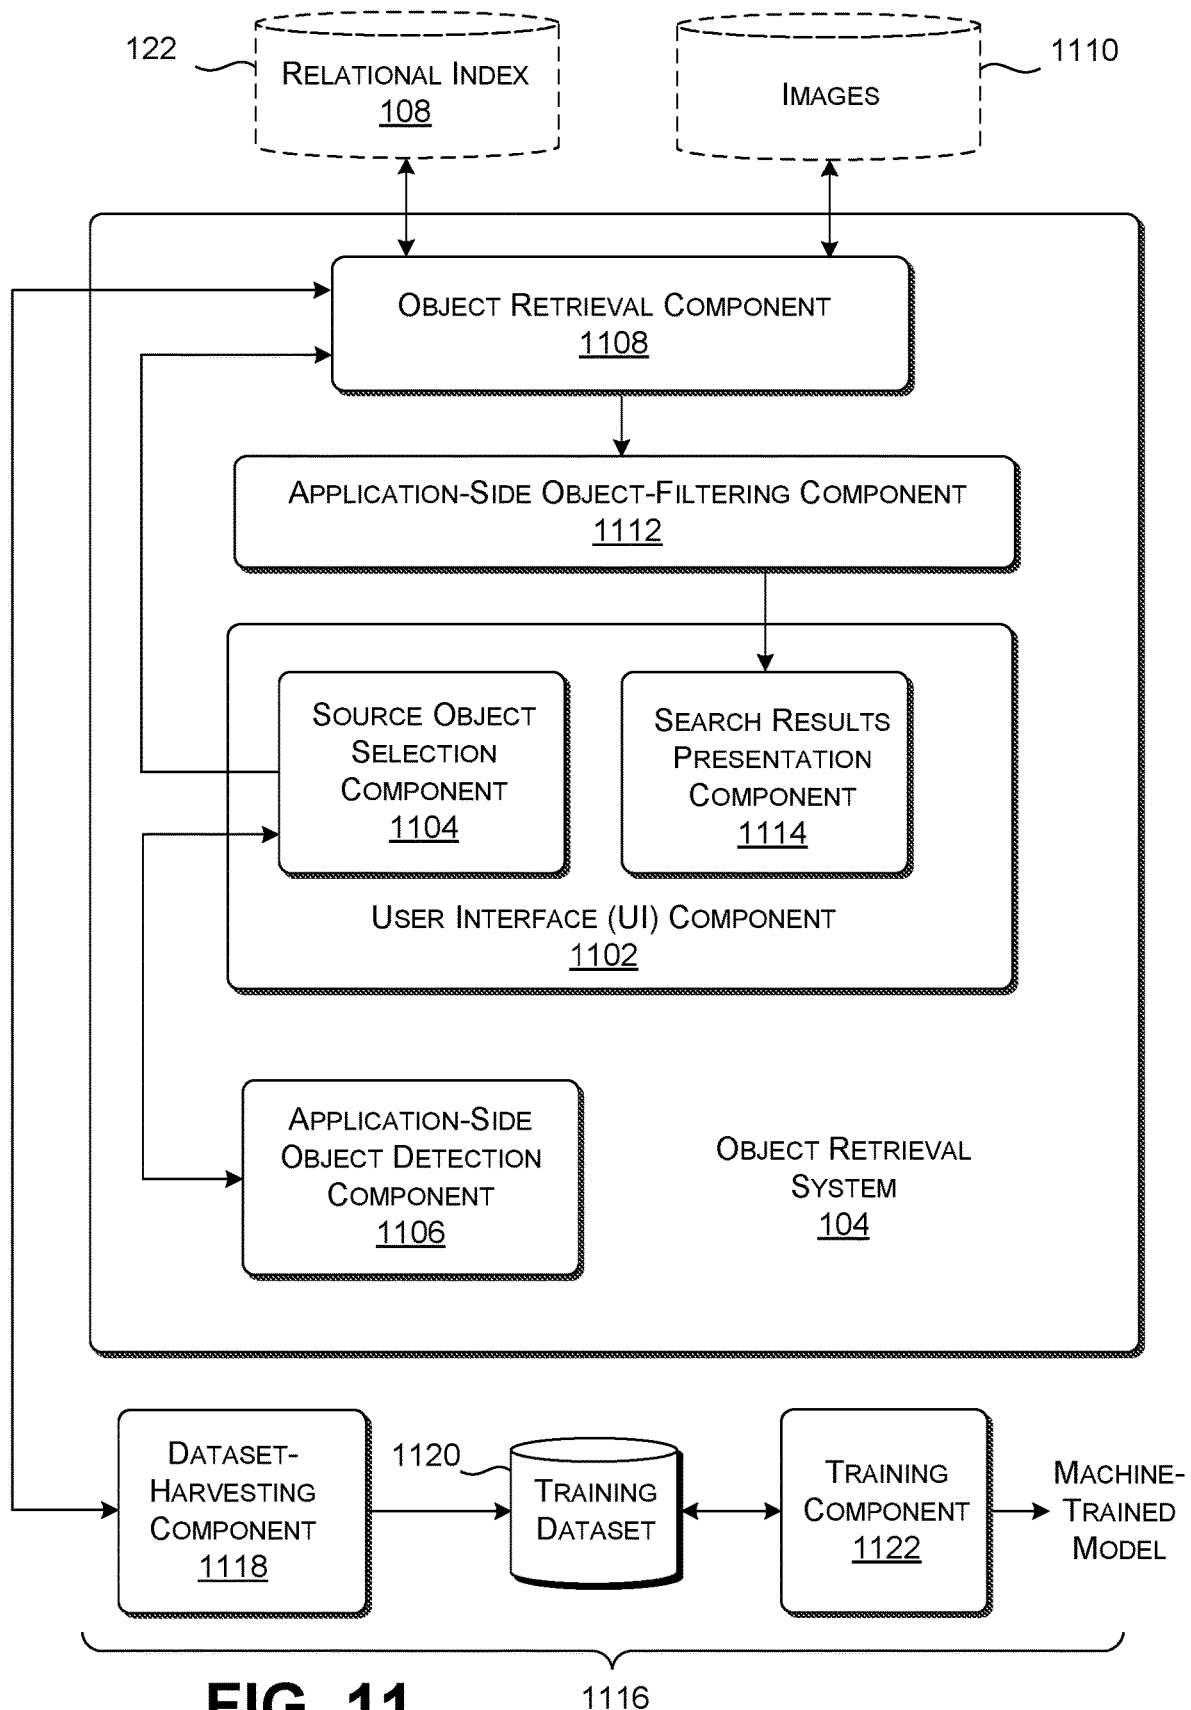 122
RELATIONAL INDEX
108
IMAGES
1110
OBJECT RETRIEVAL COMPONENT
1108
APPLICATION-SIDE OBJECT-FILTERING COMPONENT
1112
SOURCE OBJECT
SELECTION
COMPONENT
1104
SEARCH RESULTS
PRESENTATION
COMPONENT
1114
USER INTERFACE (UI) COMPONENT
1102
APPLICATION-SIDE
OBJECT DETECTION
COMPONENT
1106
OBJECT RETRIEVAL
SYSTEM
104
DATASET-
HARVESTING
COMPONENT
1118
1120
TRAINING
DATASET
TRAINING
COMPONENT
1122
MACHINE-
TRAINED
MODEL
1116
FIG. 11